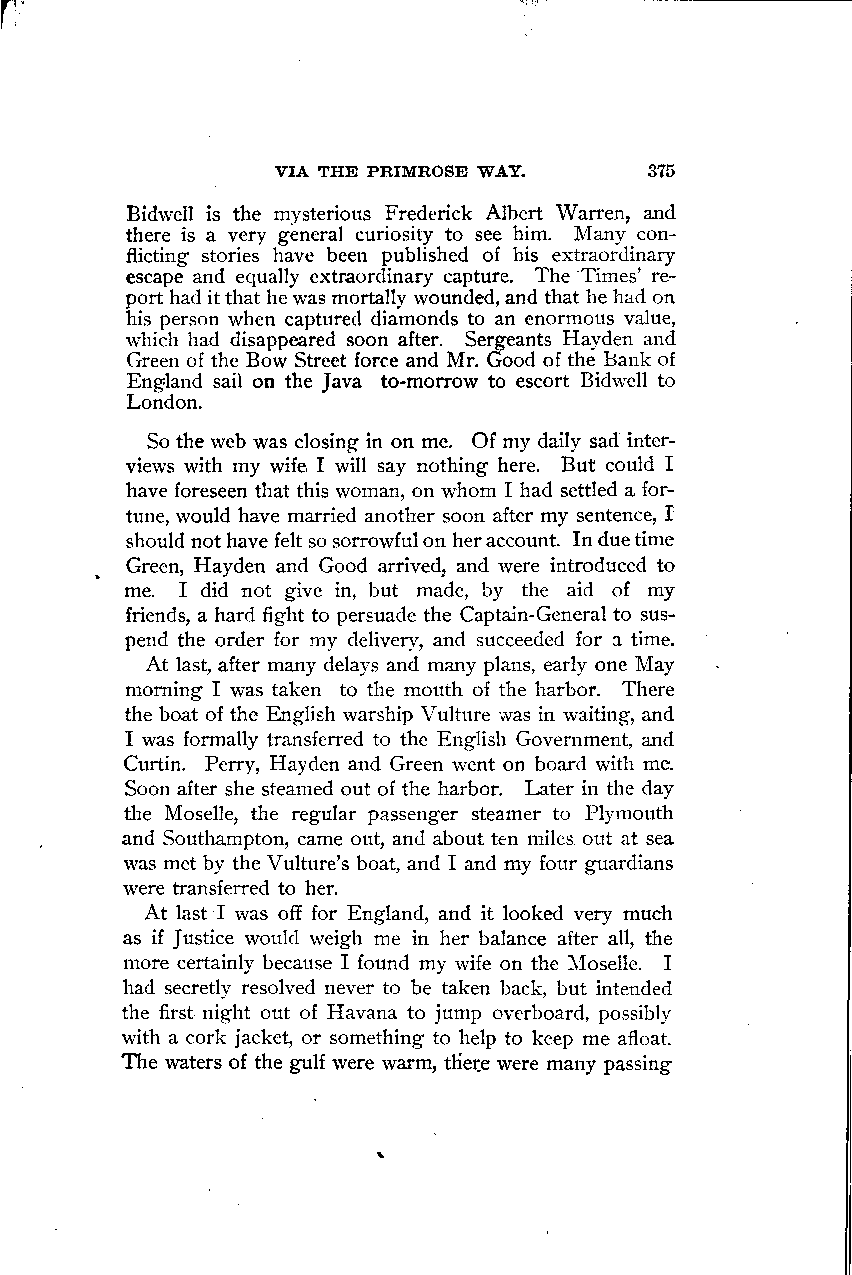 VIA THE PRIMROSE WAY. 375
Bidwell is the mysterious Frederick Albert Warren, and
there is a very general curiosity to see him. Many con-
flicting stories have been published of his extraordinary
escape and equally extraordinary capture. The Times' re-
port had it that he was mortally wounded, and that he had on
his person when captured diamonds to an enormous value,
which had disappeared soon after. Sergeants Hayden and
Green of the Bow Street force and Mr. Good of the Bank of
England sail on the Java to-morrow to escort Bidwell to
London.
So the web was closing in on me. Of my daily sad inter-
views with my wife I will say nothing here. But could I
have foreseen that this woman, on whom I had settled a for-
tune, would have married another soon after my sentence, I
should not have felt so sorrowful on her account. In due time
Green, Hayden and Good arrived, and were introduced to
me. I did not give in, but made, by the aid of my
friends, a hard fight to persuade the Captain-General to sus-
pend the order for my delivery, and succeeded for a time.
At last, after many delays and many plans, early one May
morning I was taken to the mouth of the harbor. There
the boat of the English warship Vulture was in waiting, and
I was formally transferred to the English Government, and
Curtin. Perry, Hayden and Green went on board with me.
Soon after she steamed out of the harbor. Later in the day
the Moselle, the regular passenger steamer to Plymouth
and Southampton, came out, and about ten miles out at sea
was met by the Vulture's boat, and I and my four guardians
were transferred to her.
At last I was off for England, and it looked very much
as if Justice would weigh me in her balance after all, the
more certainly because I found my wife on the Moselle. I
had secretly resolved never to be taken back, but intended
the first night out of Havana to jump overboard, possibly
with a cork jacket, or something to help to keep me afloat.
The waters of the gulf were warm, there were many passing